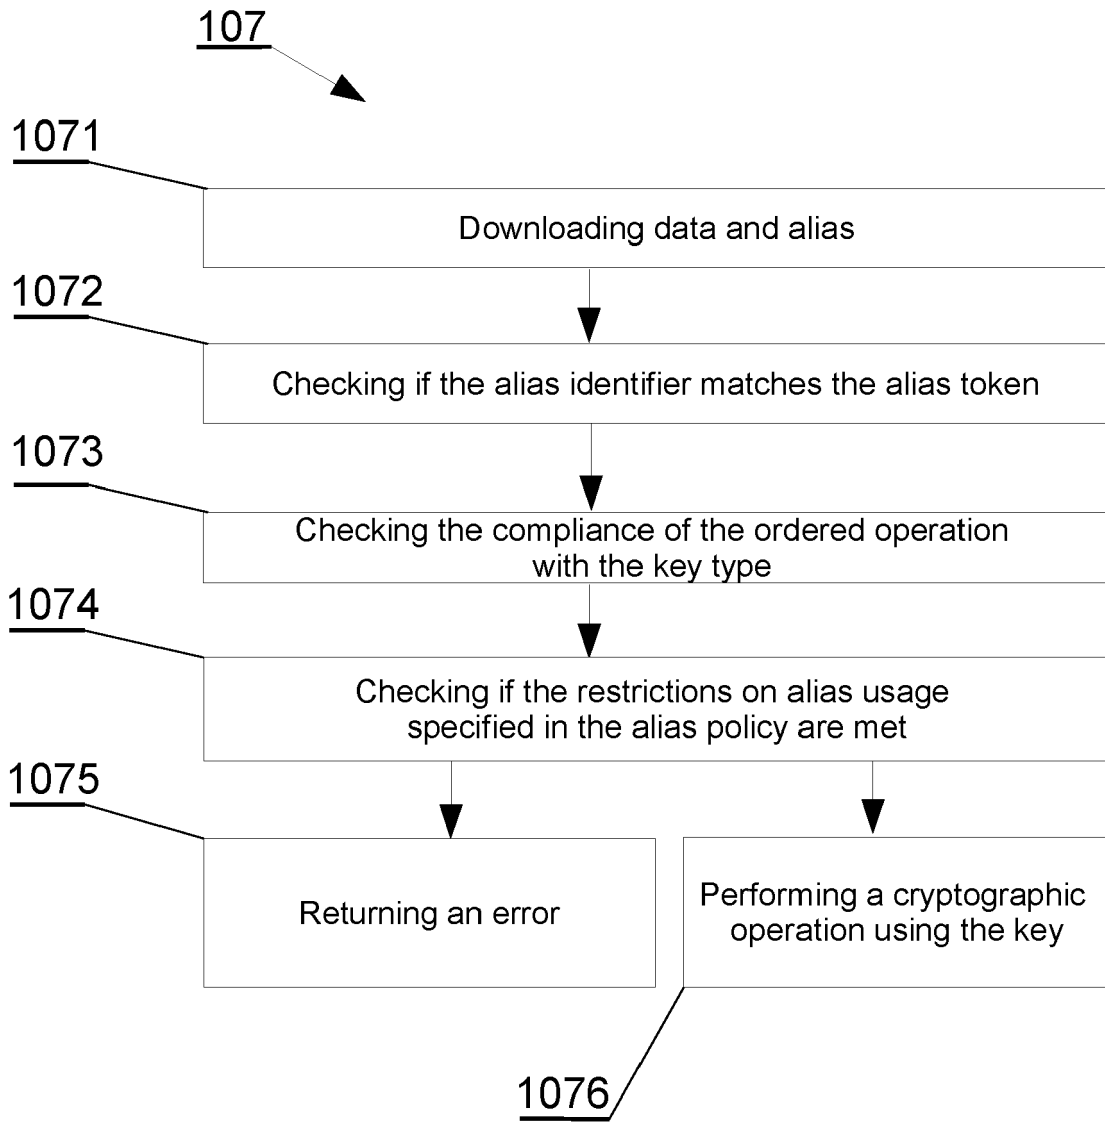 107
1071
Downloading data and alias
1072
Checking if the alias identifier matches the alias token
1073
Checking the compliance of the ordered operation
with the key type
1074
Checking if the restrictions on alias usage
specified in the alias policy are met
1075
Returning an error
Performing a cryptographic
operation using the key
1076